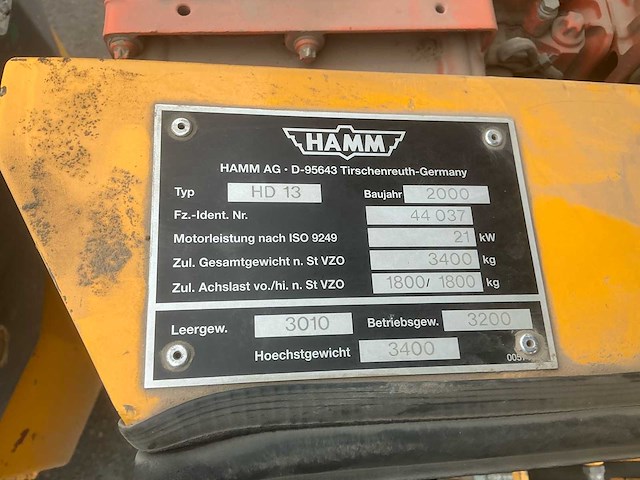 HAMM
HAMM AG · D-95643 Tirschenreuth-Germany
Typ HD 13 Baujahr 2000
Fz.-Ident. Nr. 44 037
Motorleistung nach ISO 9249 21 kW
Zul. Gesamtgewicht n. St VZO 3400 kg
Zul. Achslast vo./hi. n. St VZO 1800/ 1800 kg
Leergew. 3010 Betriebsgew. 3200
Hoechstgewicht 3400